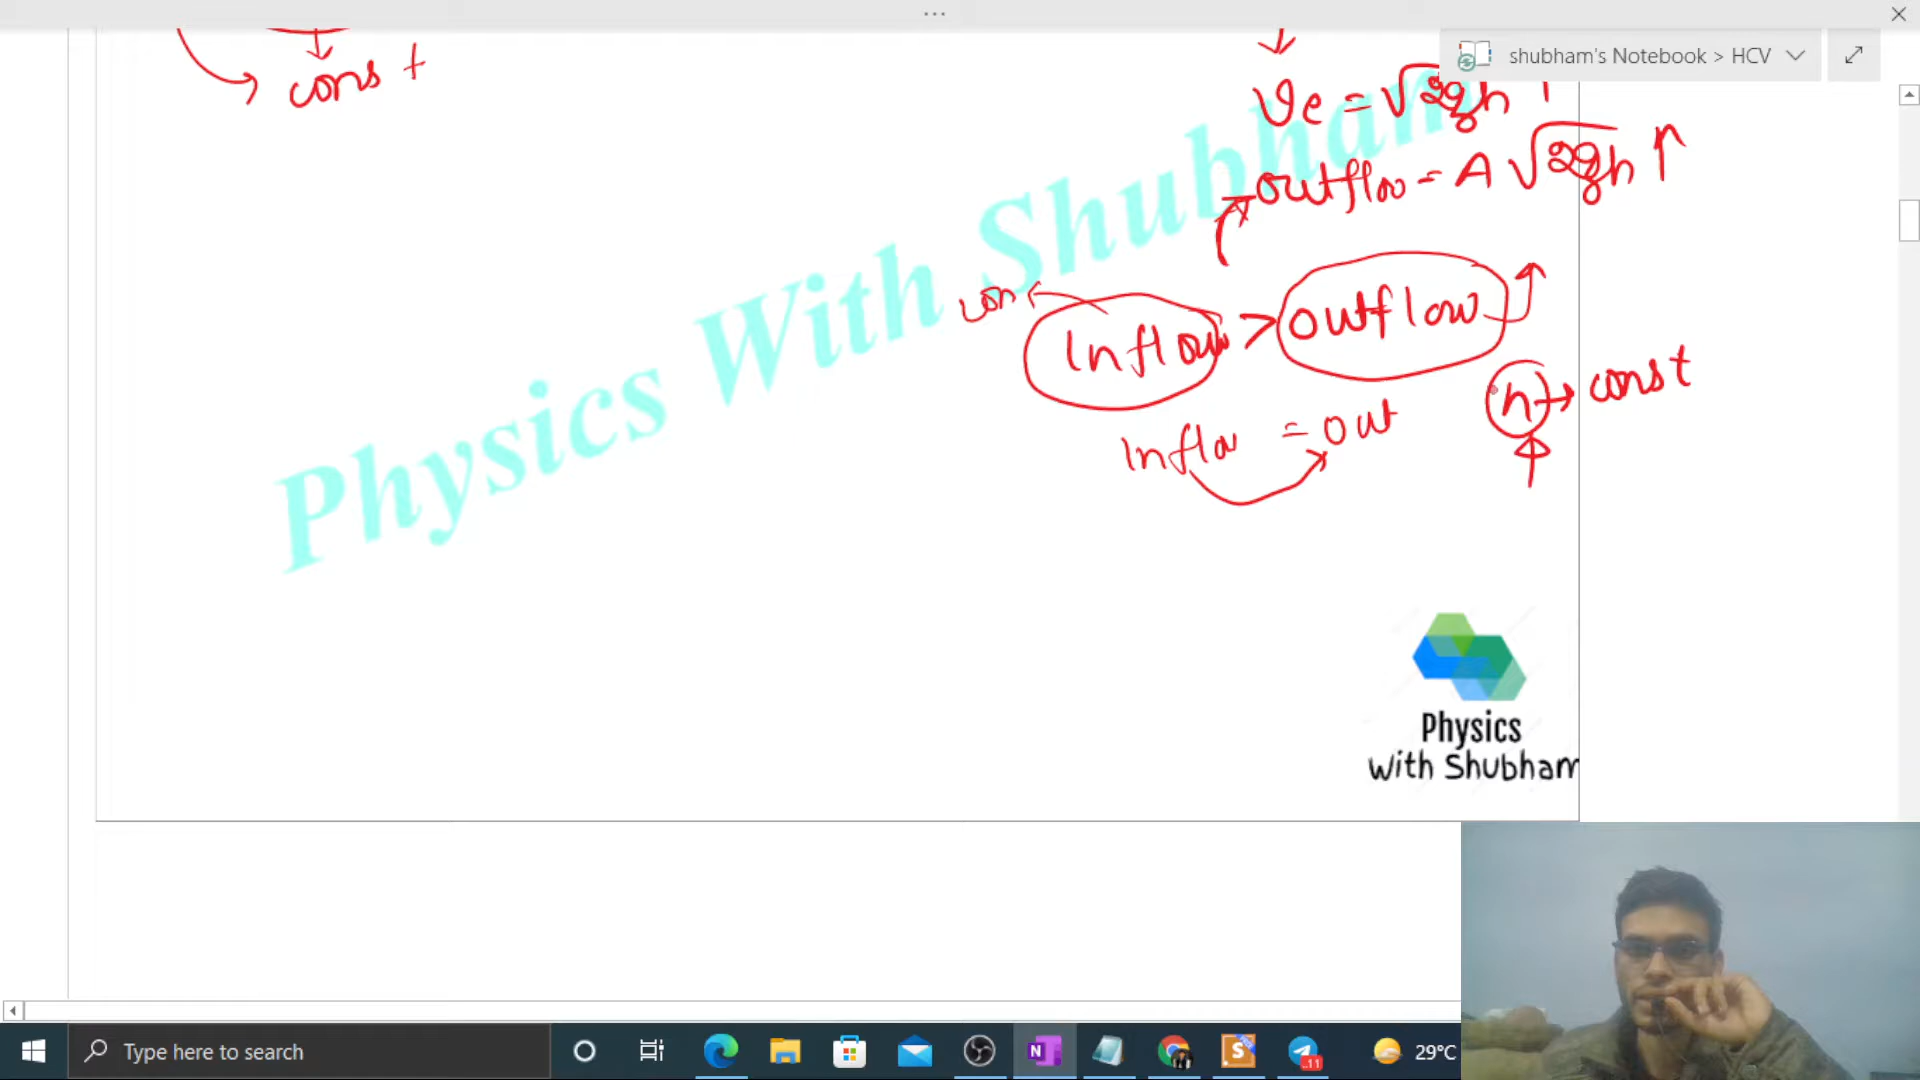 shubham's Notebook > HCV
const
ve = √2gh ↑
outflow = A √2gh ↑
Inflow > outflow
h → const
Inflow = out
Physics With Shubham
Physics
with Shubham
Type here to search
11
29°C